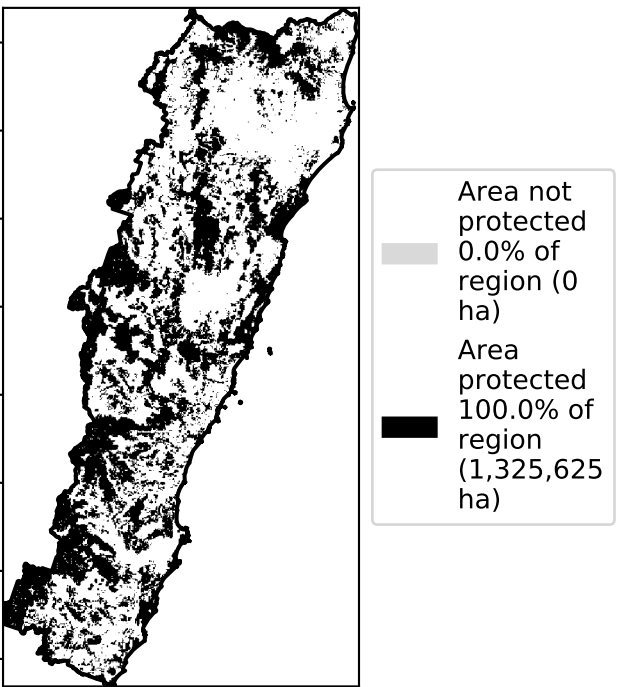 Area not
protected
0.0% of
region (0
ha)
Area
protected
100.0% of
region
(1,325,625
ha)